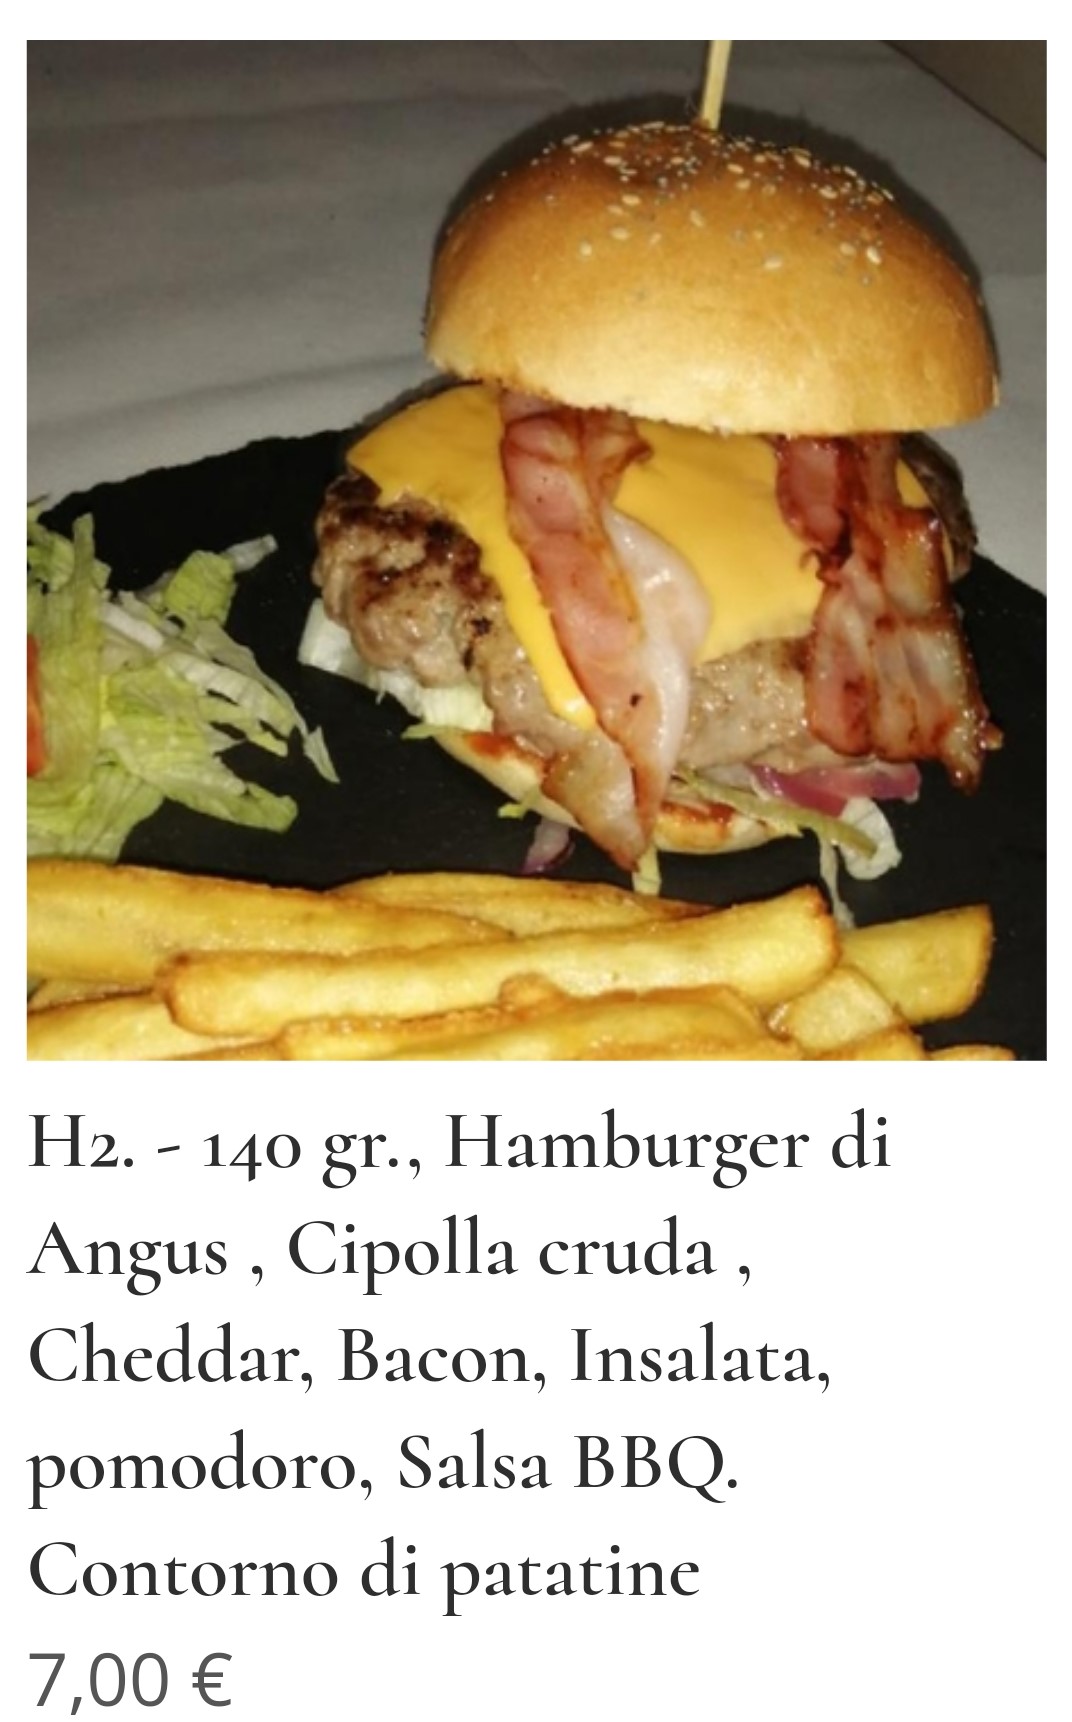 H2. - 140 gr., Hamburger di
Angus , Cipolla cruda ,
Cheddar, Bacon, Insalata,
pomodoro, Salsa BBQ.
Contorno di patatine
7,00 €